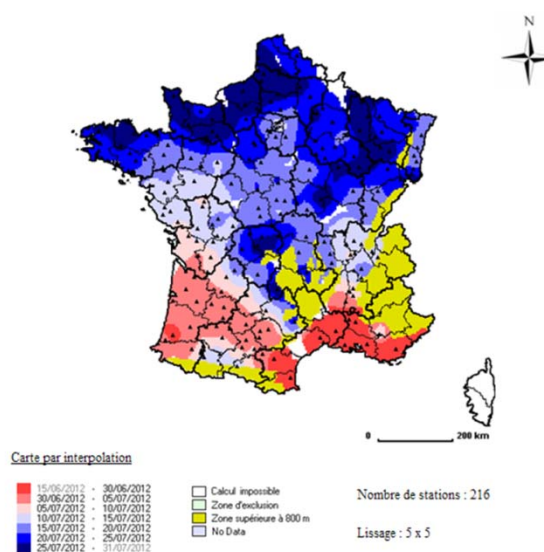 N
0 200 km
Carte par interpolation
15/06/2012 - 30/06/2012
30/06/2012 - 05/07/2012
05/07/2012 - 10/07/2012
10/07/2012 - 15/07/2012
15/07/2012 - 20/07/2012
20/07/2012 - 25/07/2012
25/07/2012 - 31/07/2012
Calcul impossible
Zone d'exclusion
Zone supérieure à 800 m
No Data
Nombre de stations : 216
Lissage : 5 x 5